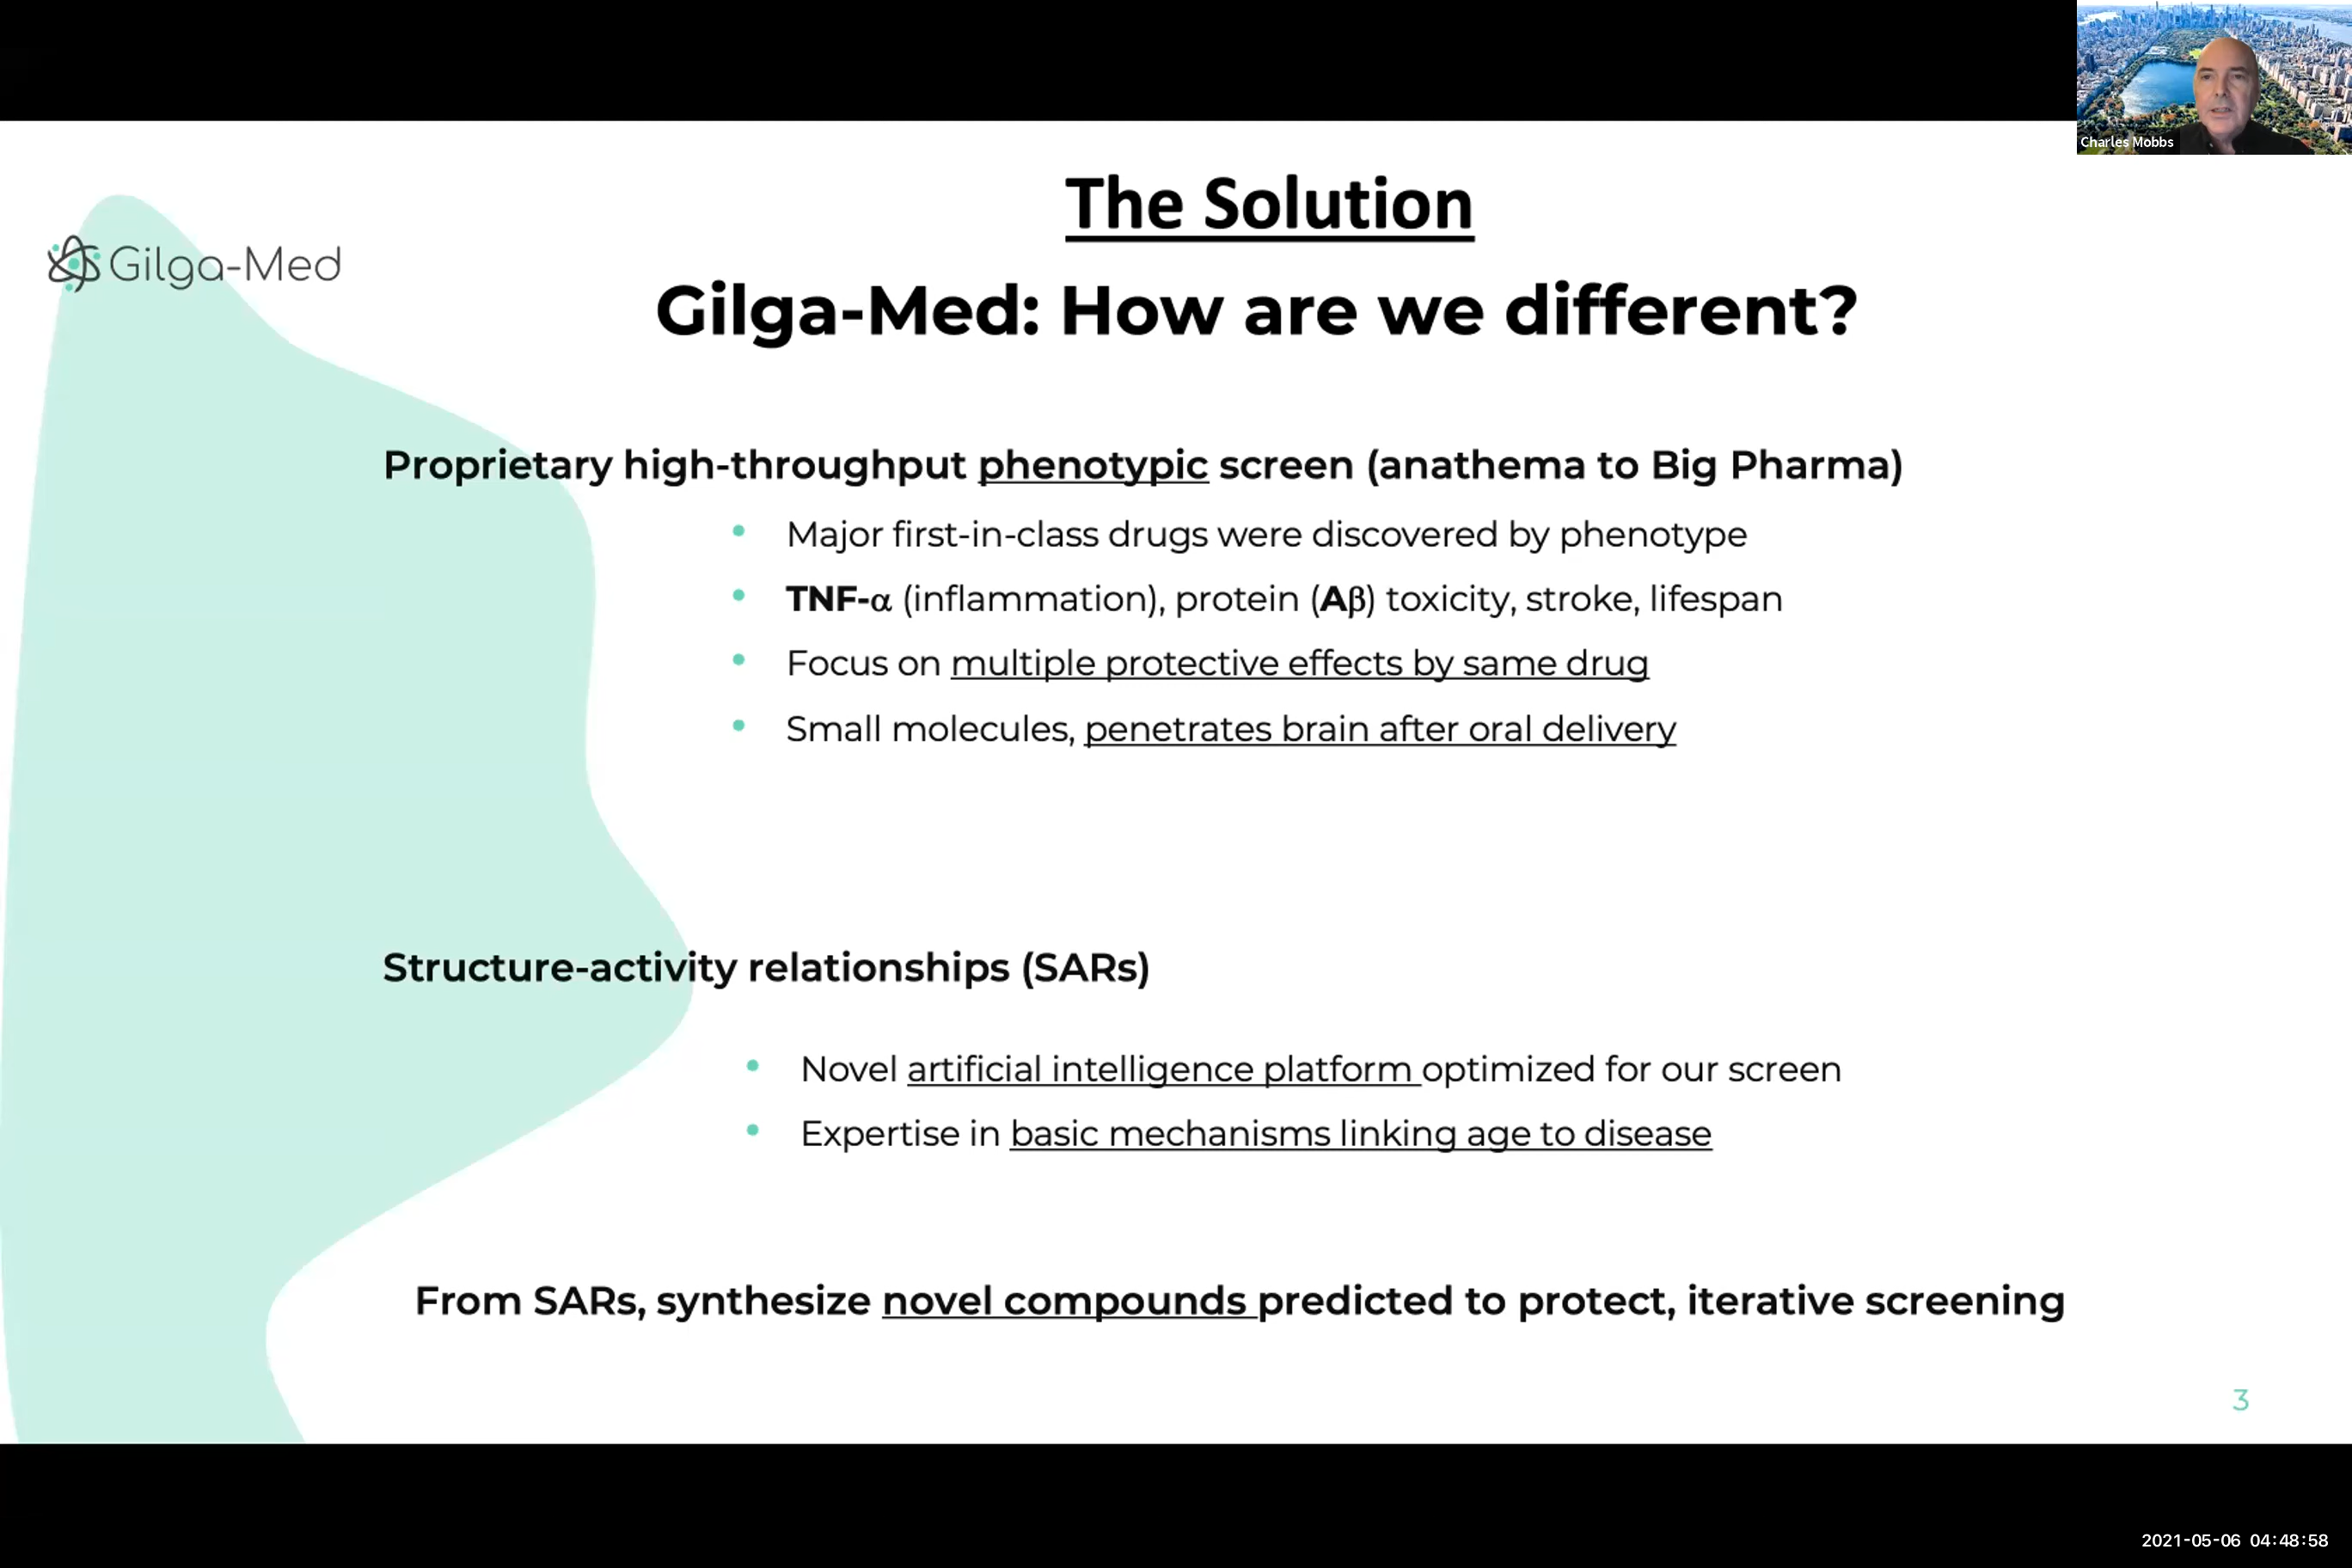 Charles Mobbs
The Solution
Gilga-Med
Gilga-Med: How are we different?
Proprietary high-throughput phenotypic screen (anathema to Big Pharma)
• Major first-in-class drugs were discovered by phenotype
• TNF-α (inflammation), protein (Aβ) toxicity, stroke, lifespan
• Focus on multiple protective effects by same drug
• Small molecules, penetrates brain after oral delivery
Structure-activity relationships (SARs)
• Novel artificial intelligence platform optimized for our screen
• Expertise in basic mechanisms linking age to disease
From SARs, synthesize novel compounds predicted to protect, iterative screening
3
2021-05-06 04:48:58